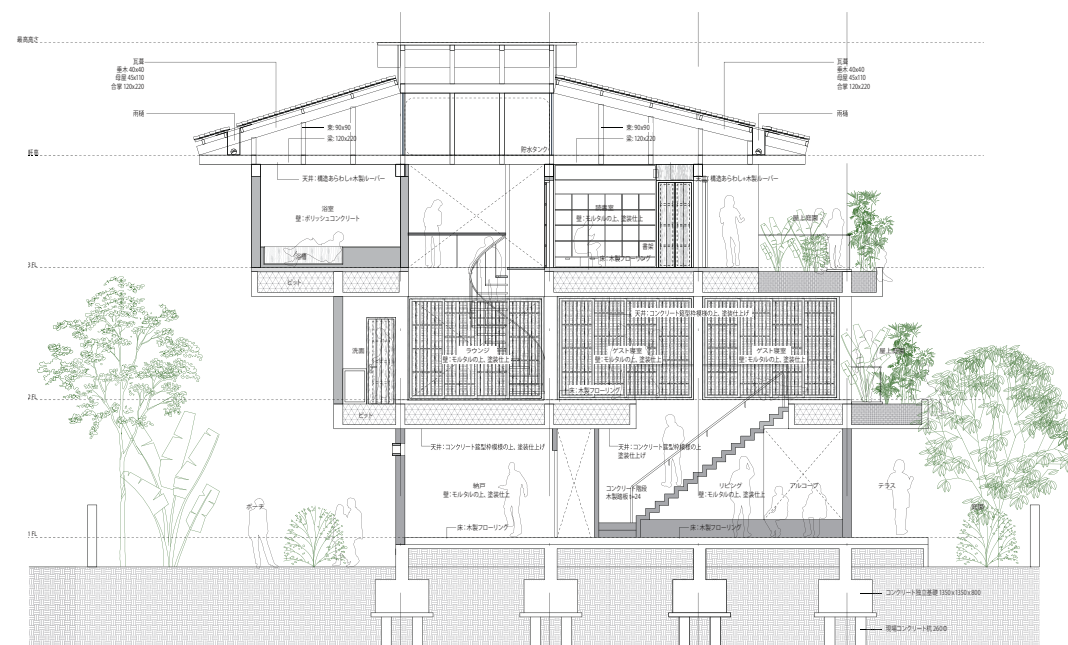 最高高さ
瓦葺
垂木 40x40
母屋 45x110
合掌 120x220
雨樋
瓦葺
垂木 40x40
母屋 45x110
合掌 120x220
雨樋
束: 90x90
梁: 120x220
束: 90x90
梁: 120x220
貯水タンク
軒高
天井：構造あらわし+木製ルーバー
天井：構造あらわし+木製ルーバー
浴室
壁：ポリッシュコンクリート
壁：モルタルの上, 塗装仕上
屋上庭園
書架
床：木製フローリング
浴槽
3 FL
ピット
天井：コンクリート庭型枠模様の上, 塗装仕上げ
洗面
ラウンジ
壁：モルタルの上, 塗装仕上
ゲスト寝室
壁：モルタルの上, 塗装仕上
ゲスト寝室
壁：モルタルの上, 塗装仕上
床：木製フローリング
2 FL
ピット
天井：コンクリート庭型枠模様の上, 塗装仕上げ
天井：コンクリート庭型枠模様の上
塗装仕上げ
納戸
壁：モルタルの上, 塗装仕上
コンクリート階段
木製踏板 t=24
リビング
壁：モルタルの上, 塗装仕上
アルコーブ
テラス
ポーチ
床：木製フローリング
床：木製フローリング
1 FL
コンクリート独立基礎 1350x1350x800
現場コンクリート杭 260Φ